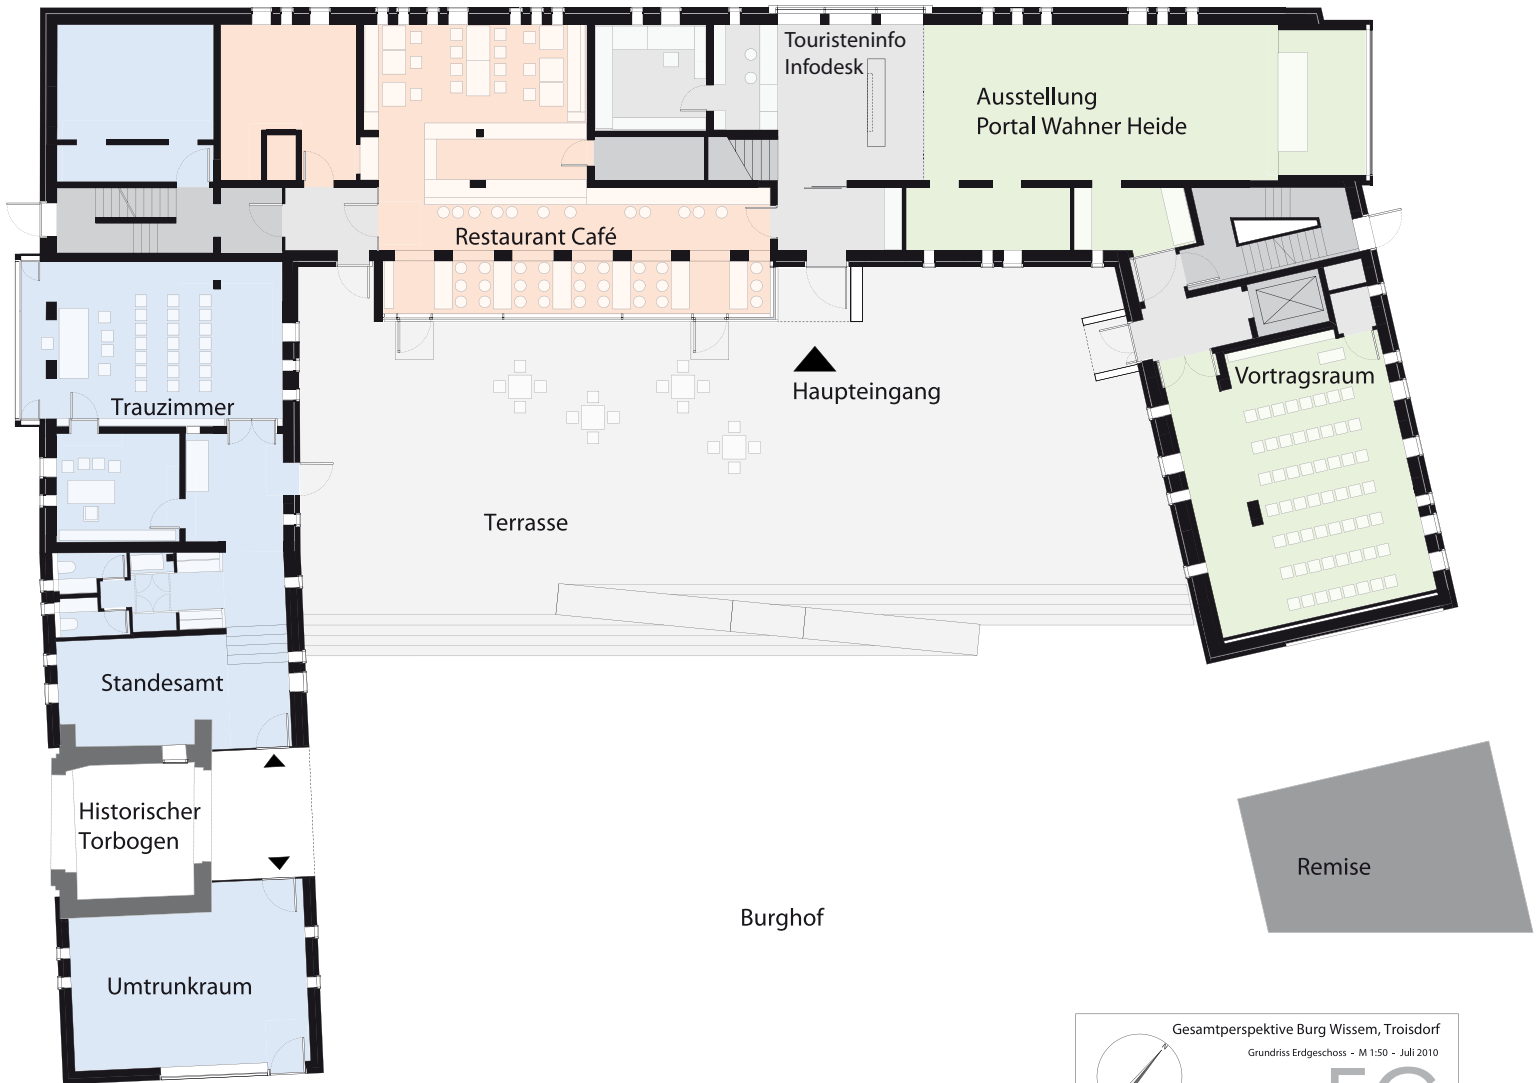 Touristeninfo
Infodesk
Ausstellung
Portal Wahner Heide
Restaurant Café
Trauzimmer
Haupteingang
Vortragsraum
Terrasse
Standesamt
Historischer
Torbogen
Remise
Burghof
Umtrunkraum
Gesamtperspektive Burg Wissem, Troisdorf
Grundriss Erdgeschoss - M 1:50 - Juli 2010
N
EG